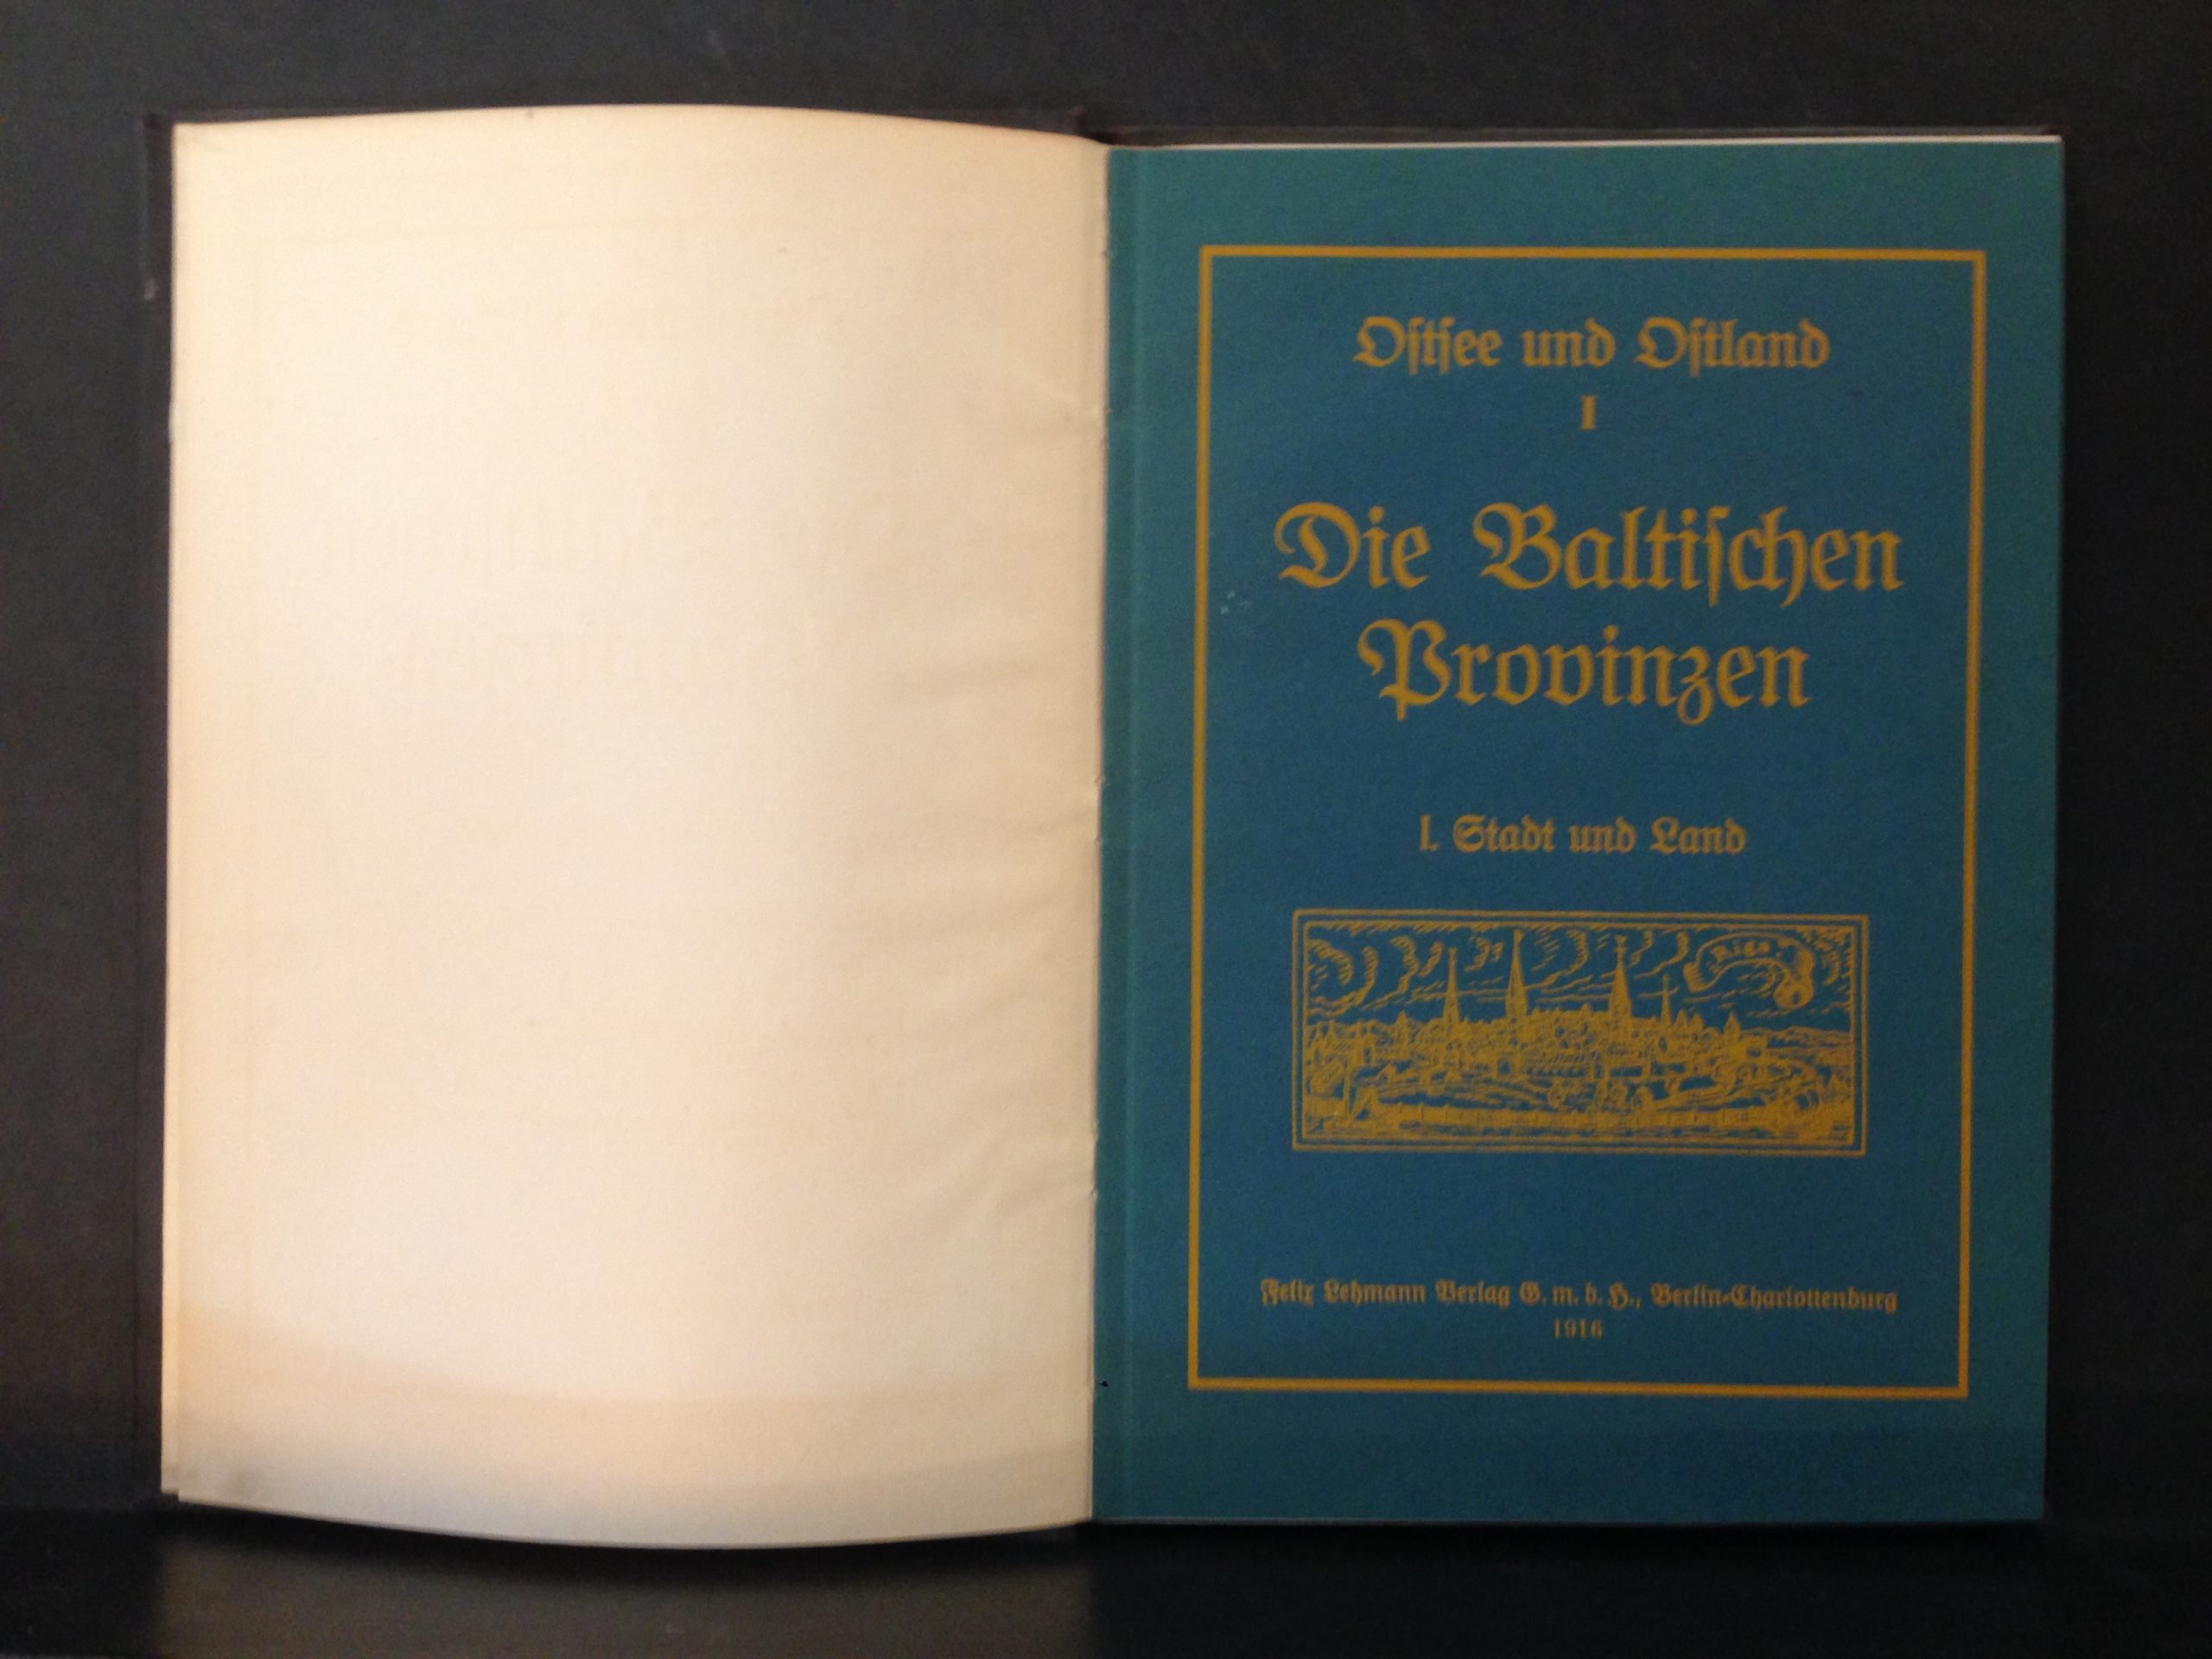 Ostsee und Ostland
I
Die Baltischen
Provinzen
I. Stadt und Land
RIGA
Felix Lehmann Verlag G. m. b. H., Berlin-Charlottenburg
1916